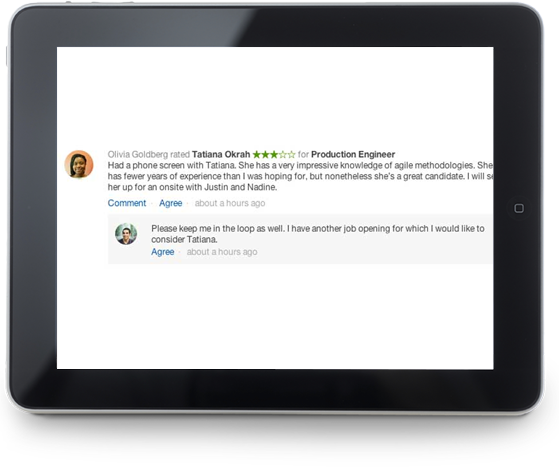 Olivia Goldberg rated Tatiana Okrah ★★★☆☆ for Production Engineer
Had a phone screen with Tatiana. She has a very impressive knowledge of agile methodologies. She
has fewer years of experience than I was hoping for, but nonetheless she's a great candidate. I will
her up for an onsite with Justin and Nadine.
Comment · Agree · about a hours ago
Please keep me in the loop as well. I have another job opening for which I would like to
consider Tatiana.
Agree · about a hours ago